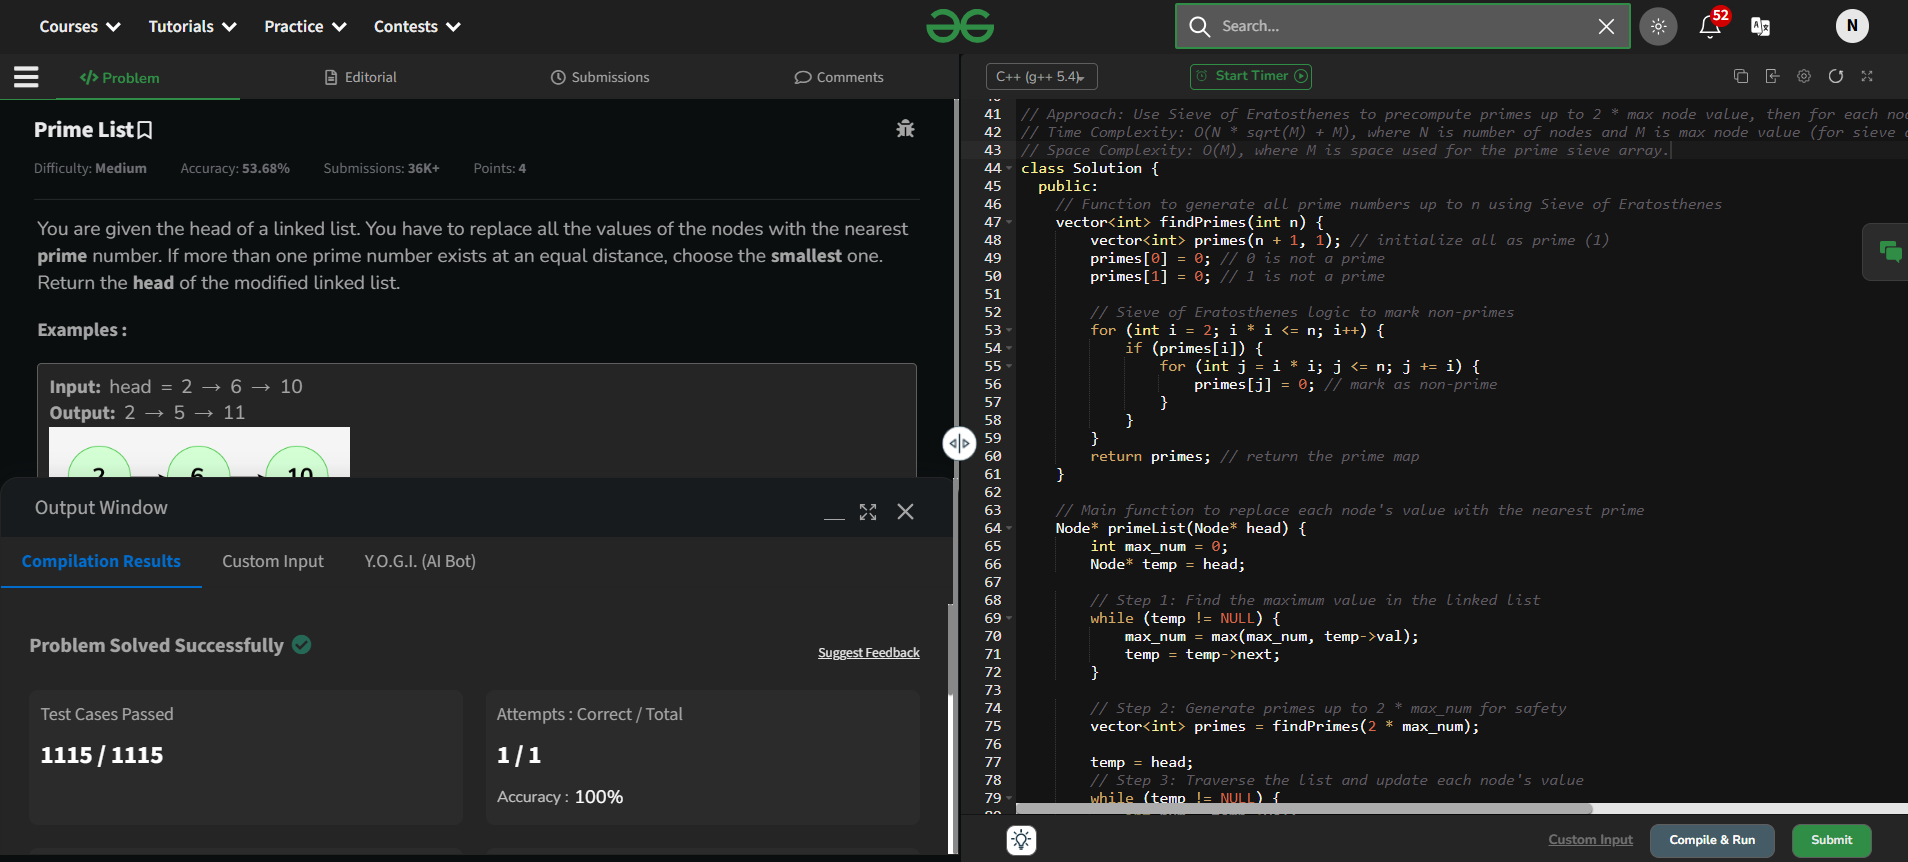 Courses Tutorials Practice Contests
Search...
52
N
</> Problem Editorial Submissions Comments
C++ (g++ 5.4) Start Timer
Prime List
Difficulty: Medium Accuracy: 53.68% Submissions: 36K+ Points: 4
You are given the head of a linked list. You have to replace all the values of the nodes with the nearest
prime number. If more than one prime number exists at an equal distance, choose the smallest one.
Return the head of the modified linked list.
Examples :
Input: head = 2 → 6 → 10
Output: 2 → 5 → 11
2 6 10
Output Window
Compilation Results Custom Input Y.O.G.I. (AI Bot)
Problem Solved Successfully
Suggest Feedback
Test Cases Passed
1115 / 1115
Attempts : Correct / Total
1 / 1
Accuracy : 100%
41 // Approach: Use Sieve of Eratosthenes to precompute primes up to 2 * max node value, then for each
42 // Time Complexity: O(N * sqrt(M) + M), where N is number of nodes and M is max node value (for sieve
43 // Space Complexity: O(M), where M is space used for the prime sieve array.
44 class Solution {
45 public:
46 // Function to generate all prime numbers up to n using Sieve of Eratosthenes
47 vector<int> findPrimes(int n) {
48 vector<int> primes(n + 1, 1); // initialize all as prime (1)
49 primes[0] = 0; // 0 is not a prime
50 primes[1] = 0; // 1 is not a prime
51
52 // Sieve of Eratosthenes logic to mark non-primes
53 for (int i = 2; i * i <= n; i++) {
54 if (primes[i]) {
55 for (int j = i * i; j <= n; j += i) {
56 primes[j] = 0; // mark as non-prime
57 }
58 }
59 }
60 return primes; // return the prime map
61 }
62
63 // Main function to replace each node's value with the nearest prime
64 Node* primeList(Node* head) {
65 int max_num = 0;
66 Node* temp = head;
67
68 // Step 1: Find the maximum value in the linked list
69 while (temp != NULL) {
70 max_num = max(max_num, temp->val);
71 temp = temp->next;
72 }
73
74 // Step 2: Generate primes up to 2 * max_num for safety
75 vector<int> primes = findPrimes(2 * max_num);
76
77 temp = head;
78 // Step 3: Traverse the list and update each node's value
79 while (temp != NULL) {
Custom Input Compile & Run Submit